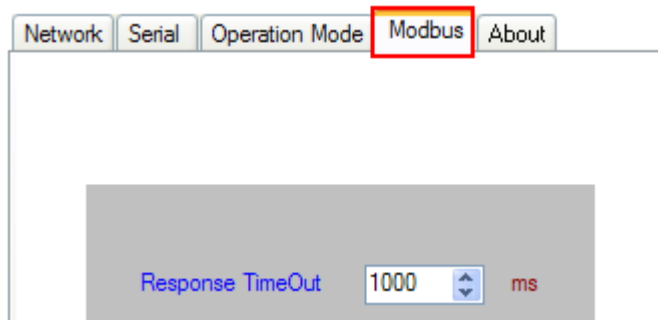 Network Serial Operation Mode Modbus About
Response TimeOut 1000 ms